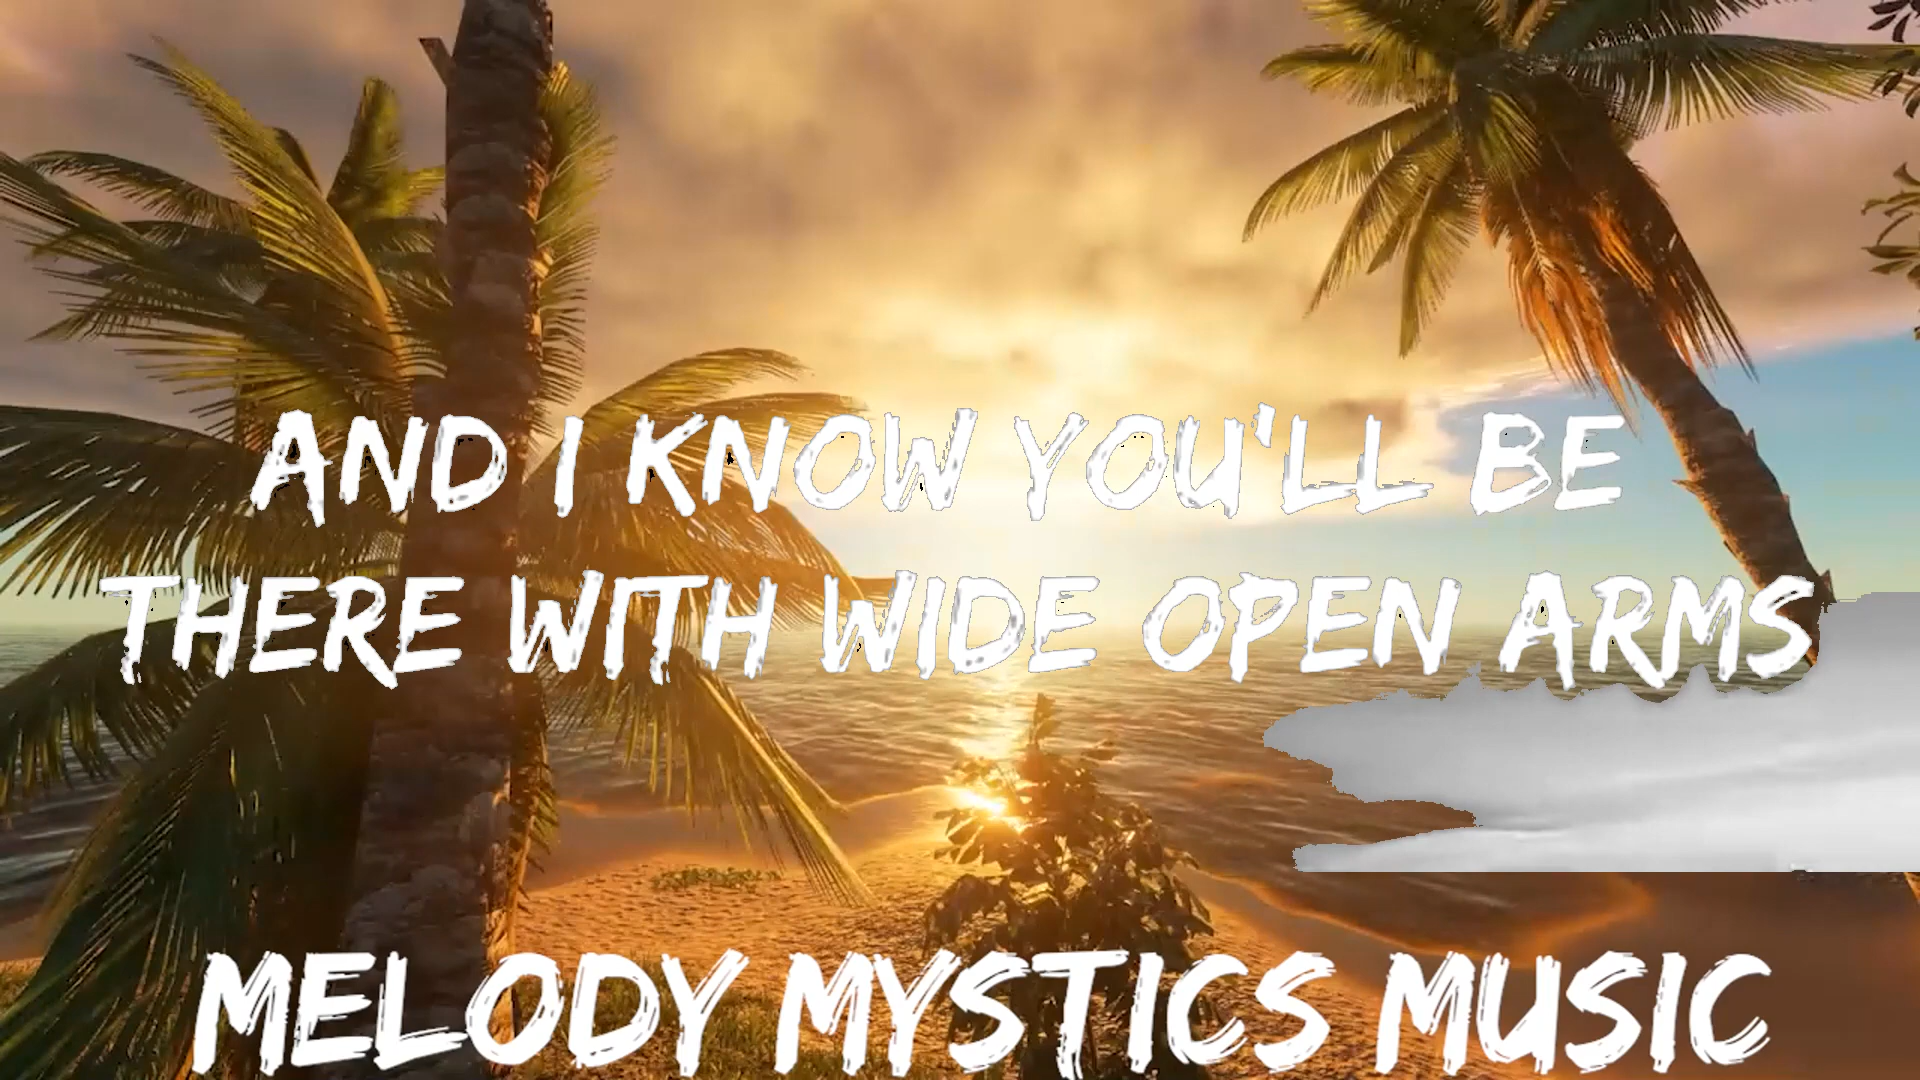 AND I KNOW YOU'LL BE
THERE WITH WIDE OPEN ARMS
MELODY MYSTICS MUSIC